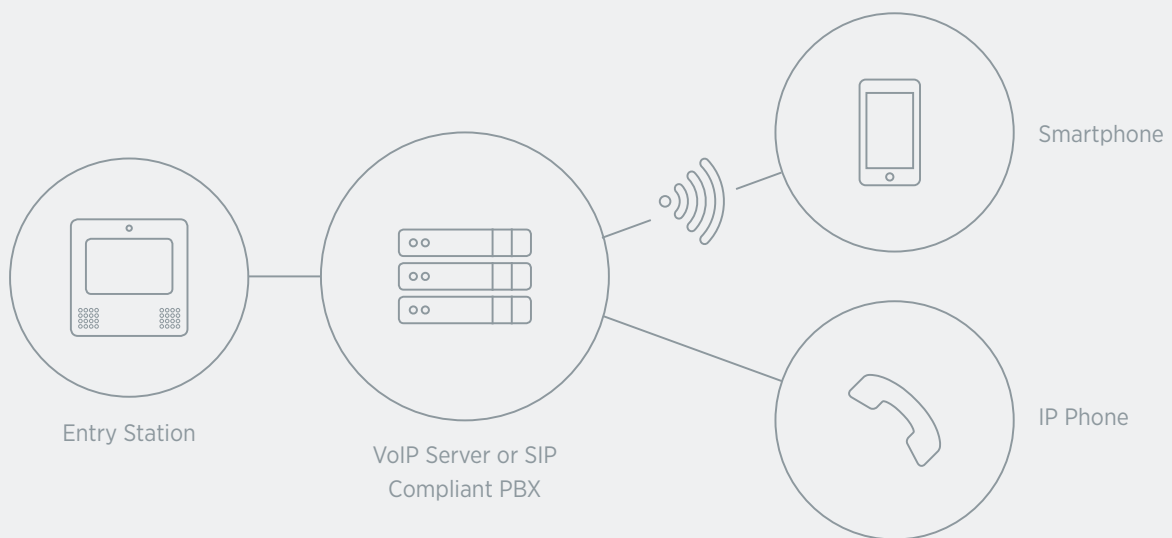 Smartphone
Entry Station
VoIP Server or SIP
Compliant PBX
IP Phone